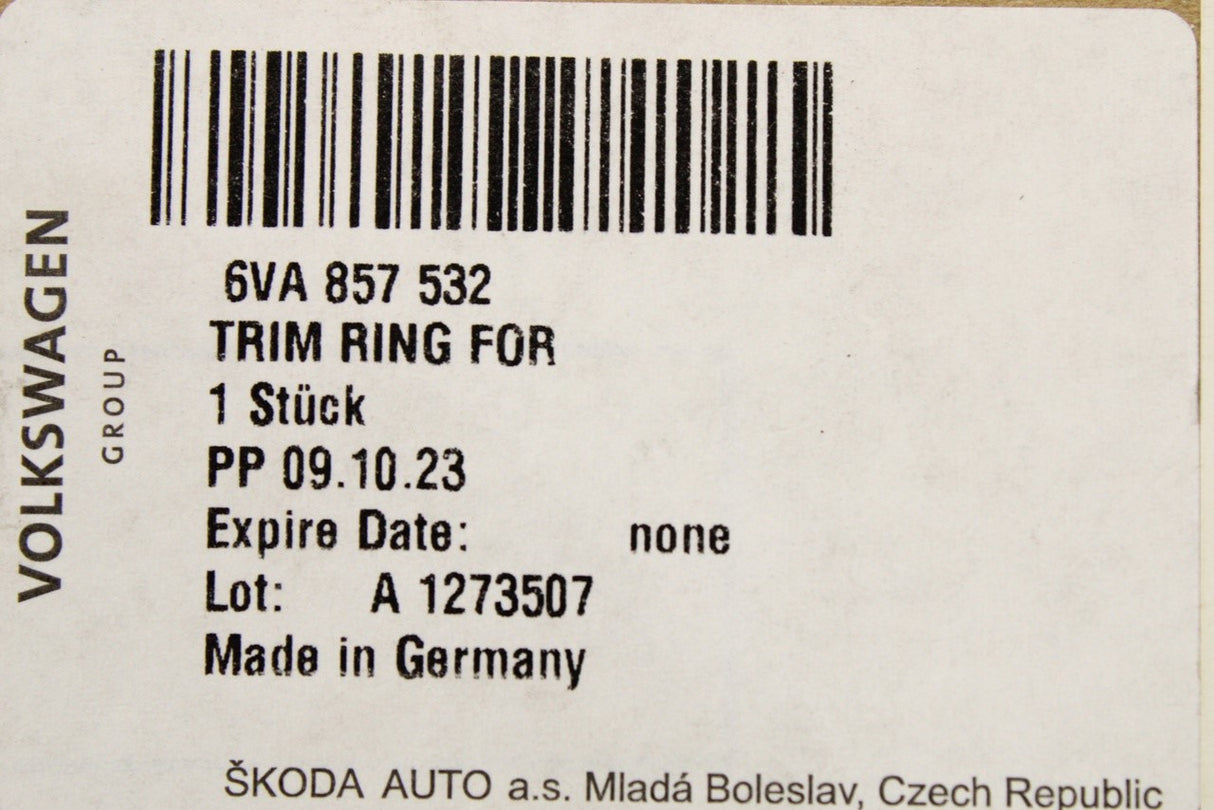 VOLKSWAGEN
GROUP
6VA 857 532
TRIM RING FOR
1 Stück
PP 09.10.23
Expire Date: none
Lot: A 1273507
Made in Germany
ŠKODA AUTO a.s. Mladá Boleslav, Czech Republic